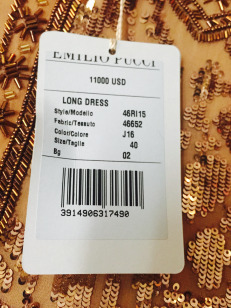 EMILIO PUCCI
11000 USD
LONG DRESS
Style/Modello 46RI15
Fabric/Tessuto 46652
Color/Colore J16
Size/Taglie 40
Bg 02
3914906317490